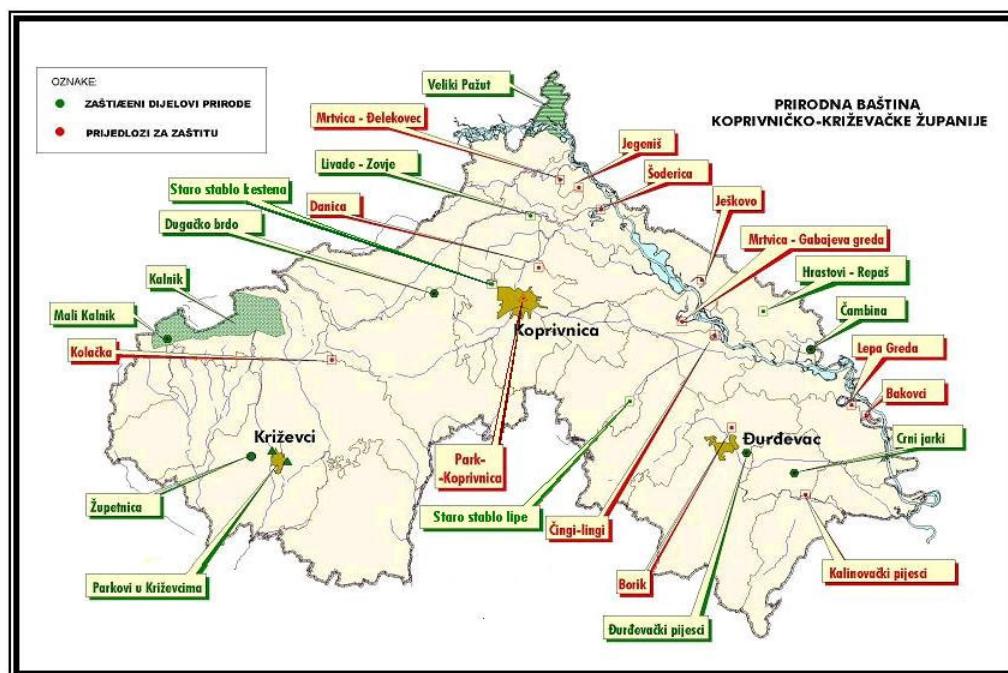 OZNAKE:
ZAŠTIÆENI DIJELOVI PRIRODE
PRIJEDLOZI ZA ZAŠTITU
PRIRODNA BAŠTINA
KOPRIVNIČKO-KRIŽEVAČKE ŽUPANIJE
Veliki Pažut
Mrtvica - Đelekovec
Jegeniš
Livade - Zovje
Šoderica
Staro stablo kestena
Ješkovo
Danica
Dugačko brdo
Mrtvica - Gabajeva greda
Hrastovi - Repaš
Kalnik
Mali Kalnik
Čambina
Koprivnica
Kolačka
Lepa Greda
Bakovci
Križevci
Đurđevac
Crni jarki
Park-
-Koprivnica
Župetnica
Staro stablo lipe
Čingi-lingi
Parkovi u Križevcima
Borik
Kalinovački pijesci
Đurđevački pijesci